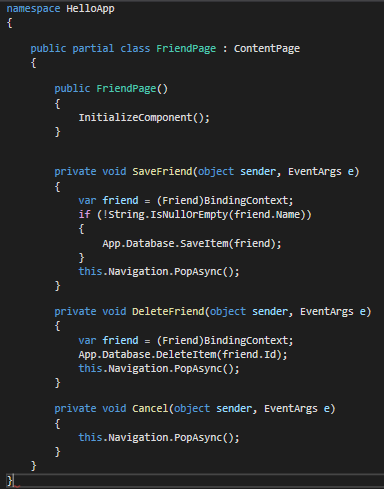 namespace HelloApp
{
public partial class FriendPage : ContentPage
{
public FriendPage()
{
InitializeComponent();
}
private void SaveFriend(object sender, EventArgs e)
{
var friend = (Friend)BindingContext;
if (!String.IsNullOrEmpty(friend.Name))
{
App.Database.SaveItem(friend);
}
this.Navigation.PopAsync();
}
private void DeleteFriend(object sender, EventArgs e)
{
var friend = (Friend)BindingContext;
App.Database.DeleteItem(friend.Id);
this.Navigation.PopAsync();
}
private void Cancel(object sender, EventArgs e)
{
this.Navigation.PopAsync();
}
}
}